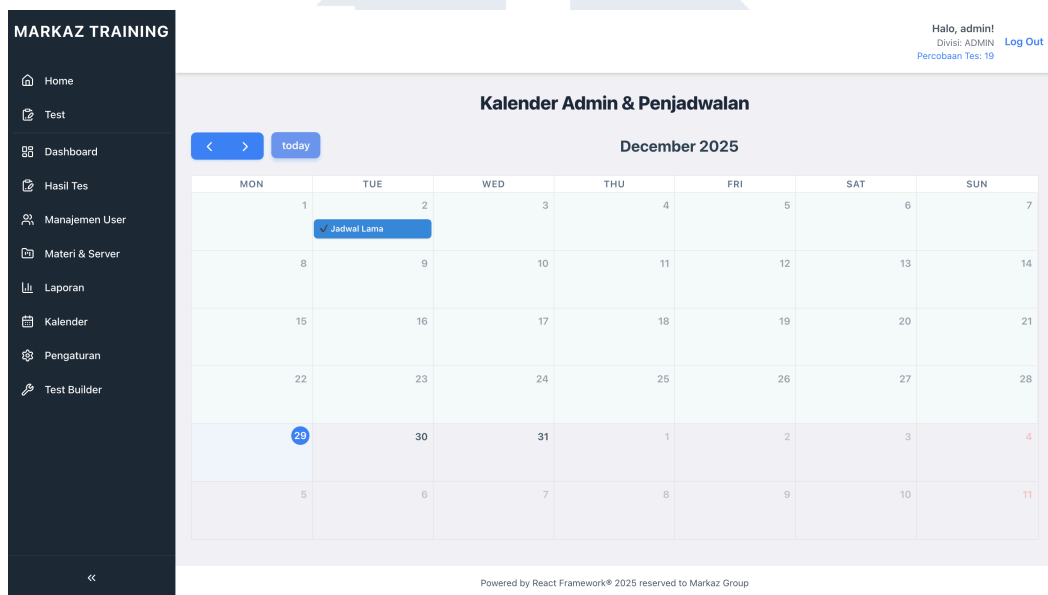 MARKAZ TRAINING
Home
Test
Dashboard
Hasil Tes
Manajemen User
Materi & Server
Laporan
Kalender
Pengaturan
Test Builder
«
Halo, admin!
Divisi: ADMIN
Percobaan Tes: 19
Log Out
Kalender Admin & Penjadwalan
< > today
December 2025
MON TUE WED THU FRI SAT SUN
1 2 3 4 5 6 7
✓ Jadwal Lama
8 9 10 11 12 13 14
15 16 17 18 19 20 21
22 23 24 25 26 27 28
29 30 31 1 2 3 4
5 6 7 8 9 10 11
Powered by React Framework® 2025 reserved to Markaz Group